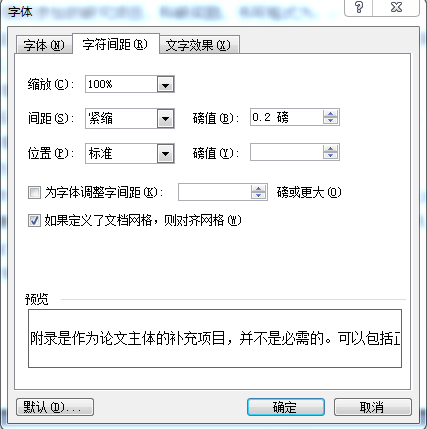 字体
字体(N) 字符间距(R) 文字效果(X)
缩放(C): 100%
间距(S): 紧缩 磅值(B): 0.2 磅
位置(P): 标准 磅值(Y):
为字体调整字间距(K): 磅或更大(O)
如果定义了文档网格，则对齐网格(W)
预览
附录是作为论文主体的补充项目，并不是必需的。可以包括
默认(D)... 确定 取消